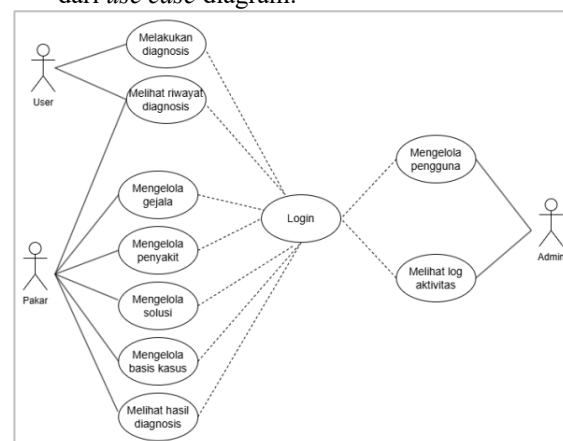 dari use case diagram.
Melakukan
diagnosis
User
Melihat riwayat
diagnosis
Mengelola
gejala
Mengelola
penyakit
Pakar
Mengelola
solusi
Mengelola
basis kasus
Melihat hasil
diagnosis
Login
Mengelola
pengguna
Admin
Melihat log
aktivitas